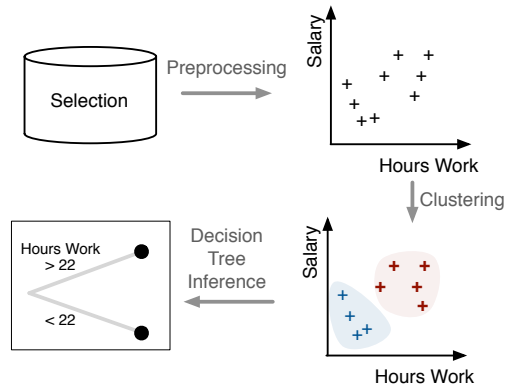 Selection
Preprocessing
Salary
Hours Work
Clustering
Salary
Hours Work
Decision
Tree
Inference
Hours Work
> 22
< 22